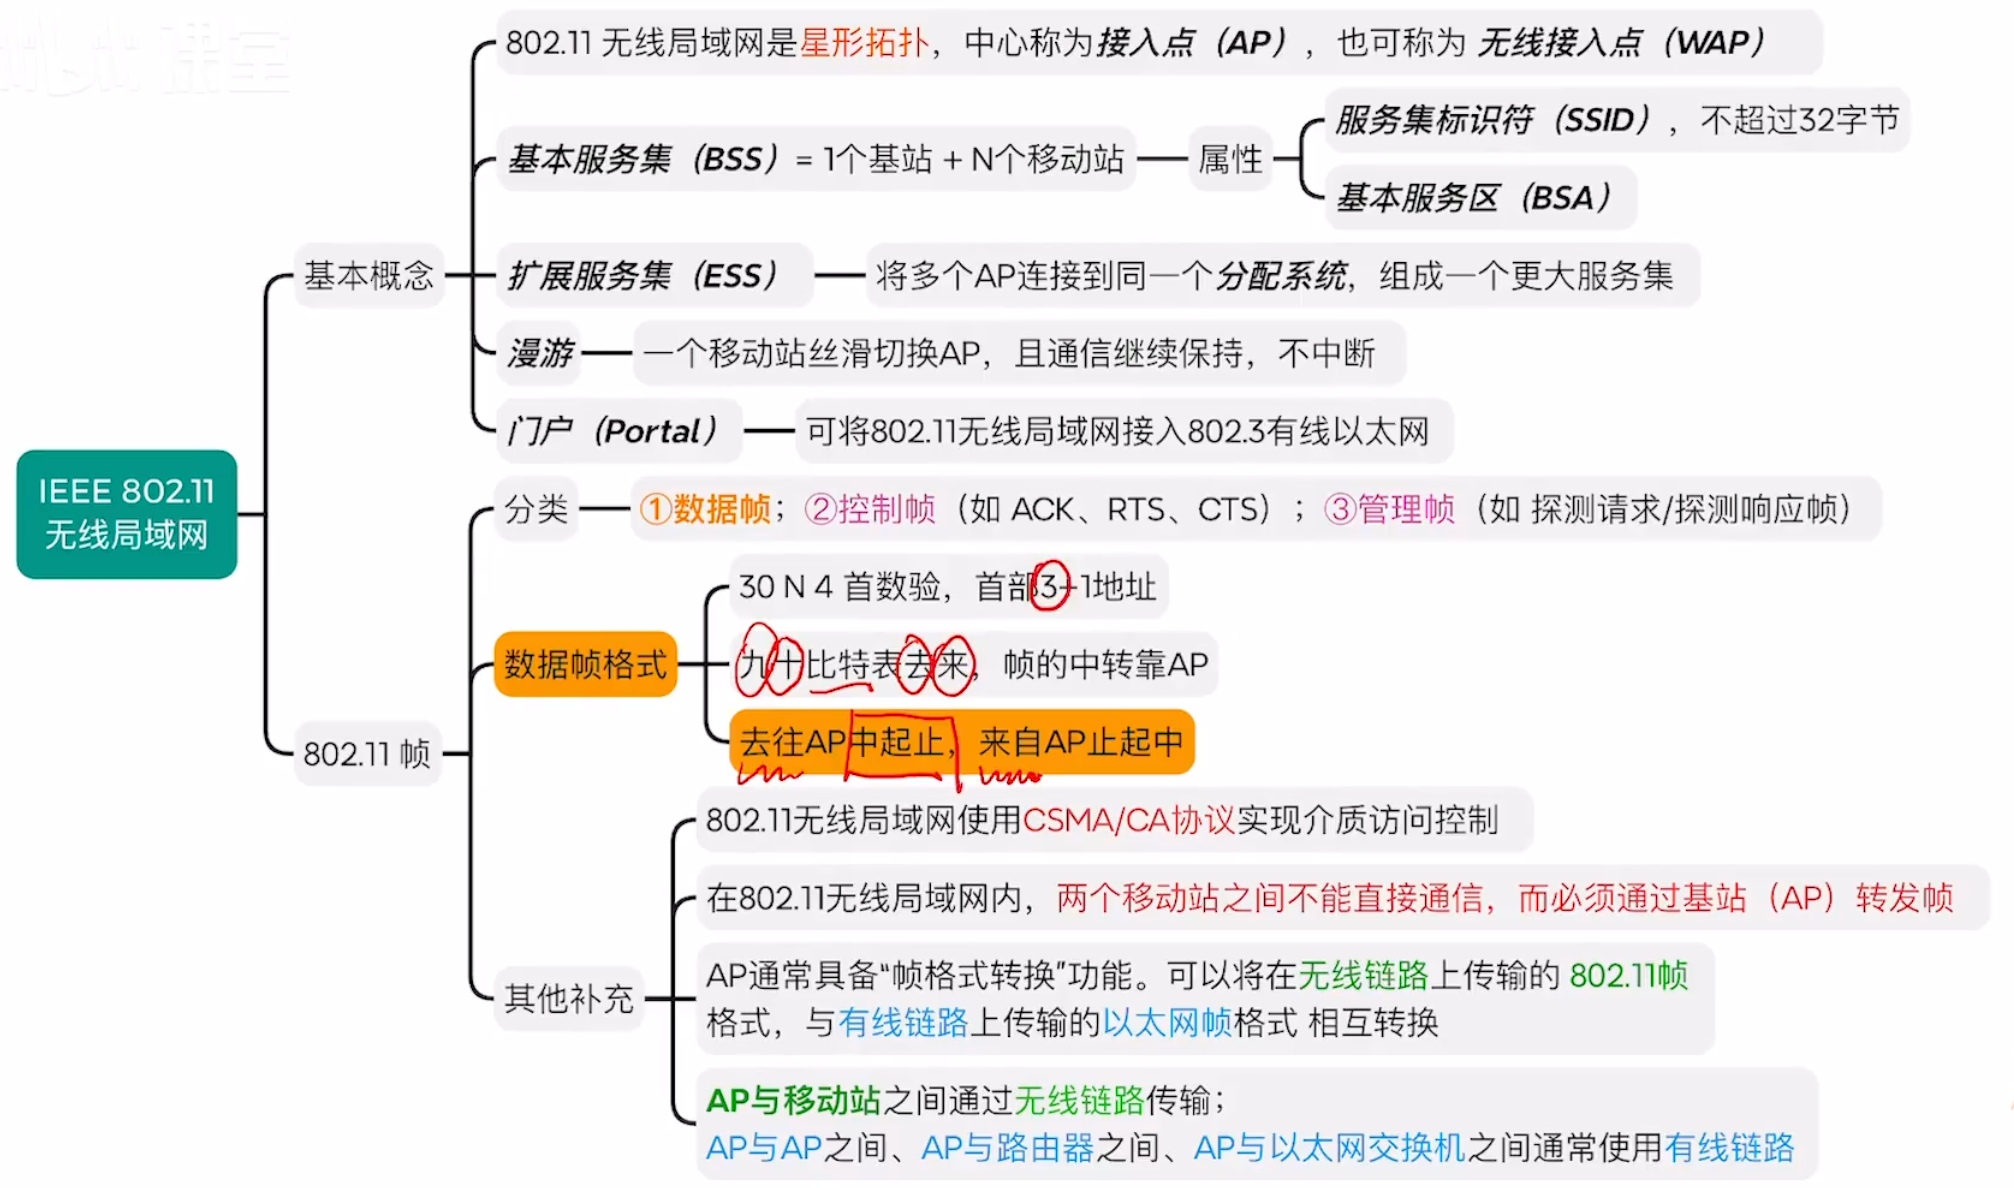 课堂
802.11 无线局域网是星形拓扑，中心称为接入点（AP），也可称为 无线接入点（WAP）
服务集标识符（SSID），不超过32字节
基本服务集（BSS）= 1个基站 + N个移动站
属性
基本服务区（BSA）
基本概念
扩展服务集（ESS）
将多个AP连接到同一个分配系统，组成一个更大服务集
漫游
一个移动站丝滑切换AP，且通信继续保持，不中断
门户（Portal）
可将802.11无线局域网接入802.3有线以太网
IEEE 802.11
无线局域网
分类
①数据帧；②控制帧（如 ACK、RTS、CTS）；③管理帧（如 探测请求/探测响应帧）
30 N 4 首数验，首部3+1地址
数据帧格式
九十比特表去来，帧的中转靠AP
去往AP中起止，来自AP止起中
802.11 帧
802.11无线局域网使用CSMA/CA协议实现介质访问控制
在802.11无线局域网内，两个移动站之间不能直接通信，而必须通过基站（AP）转发帧
其他补充
AP通常具备“帧格式转换”功能。可以将在无线链路上传输的 802.11帧
格式，与有线链路上传输的以太网帧格式 相互转换
AP与移动站之间通过无线链路传输；
AP与AP之间、AP与路由器之间、AP与以太网交换机之间通常使用有线链路